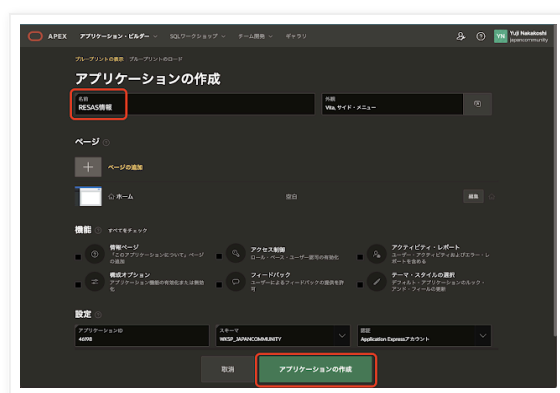 APEX アプリケーション・ビルダー SQLワークショップ チーム開発 ギャラリ YN Yuji Nakakoshi
japancommunity
ブループリントの表示 ブループリントのロード
アプリケーションの作成
名前 外観
RESAS情報 Vita, サイド・メニュー
ページ
ページの追加
ホーム 空白 編集
機能 すべてをチェック
情報ページ アクセス制御 アクティビティ・レポート
「このアプリケーションについて」ページの追加 ロール・ベース・ユーザー認可の有効化 ユーザー・アクティビティおよびエラー・レポートを含める
構成オプション フィードバック テーマ・スタイルの選択
アプリケーション機能の有効化または無効化 ユーザーによるフィードバックの提供を許可 デフォルト・アプリケーションのルック・アンド・フィールの更新
設定
アプリケーションID スキーマ 認証
46198 WKSP_JAPANCOMMUNITY Application Expressアカウント
取消 アプリケーションの作成